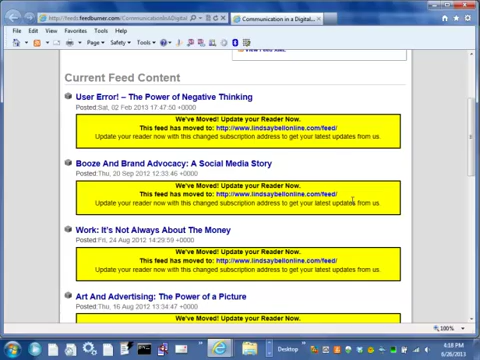 http://feeds.feedburner.com/CommunicationInADigital
Communication in a Digital...
File Edit View Favorites Tools Help
Page Safety Tools
View Feed XML
Current Feed Content
User Error! – The Power of Negative Thinking
Posted:Sat, 02 Feb 2013 17:47:50 +0000
We've Moved! Update your Reader Now.
This feed has moved to: http://www.lindsaybellonline.com/feed/
Update your reader now with this changed subscription address to get your latest updates from us.
Booze And Brand Advocacy: A Social Media Story
Posted:Thu, 20 Sep 2012 12:33:46 +0000
We've Moved! Update your Reader Now.
This feed has moved to: http://www.lindsaybellonline.com/feed/
Update your reader now with this changed subscription address to get your latest updates from us.
Work: It's Not Always About The Money
Posted:Fri, 24 Aug 2012 14:29:59 +0000
We've Moved! Update your Reader Now.
This feed has moved to: http://www.lindsaybellonline.com/feed/
Update your reader now with this changed subscription address to get your latest updates from us.
Art And Advertising: The Power of a Picture
Posted:Thu, 16 Aug 2012 13:34:47 +0000
We've Moved! Update your Reader Now.
100%
Desktop
4:18 PM
6/26/2013